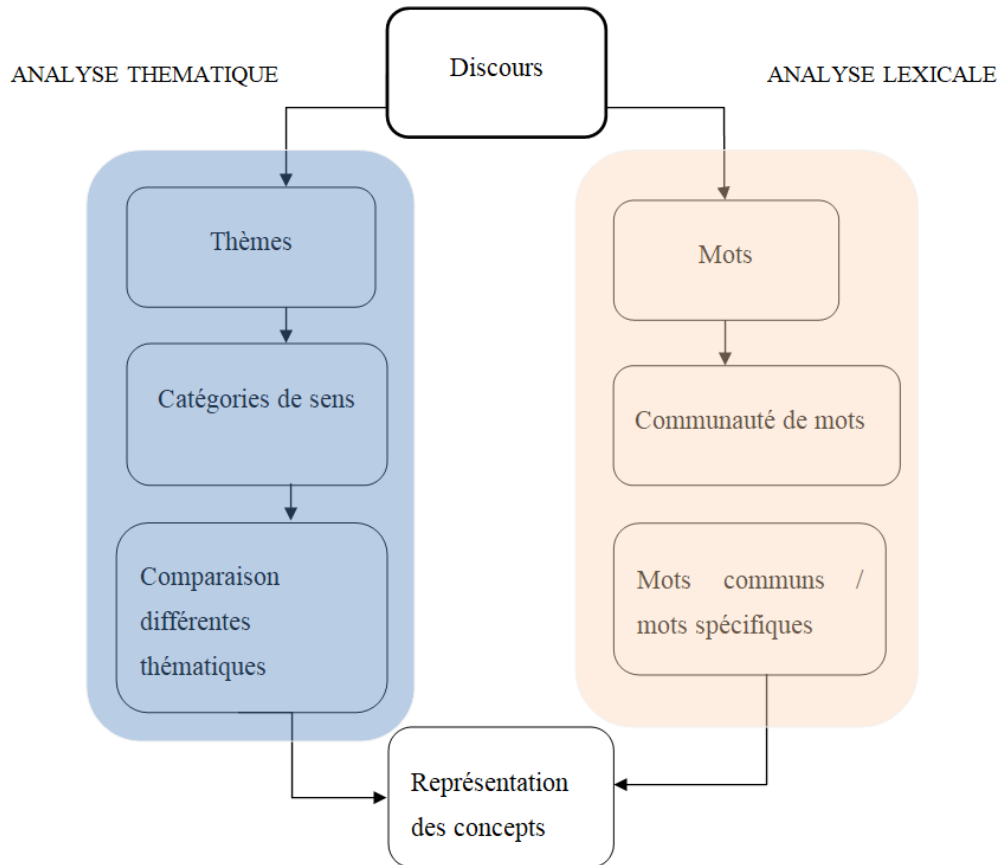 Discours
ANALYSE THEMATIQUE
ANALYSE LEXICALE
Thèmes
Catégories de sens
Comparaison
différentes
thématiques
Mots
Communauté de mots
Mots communs /
mots spécifiques
Représentation
des concepts